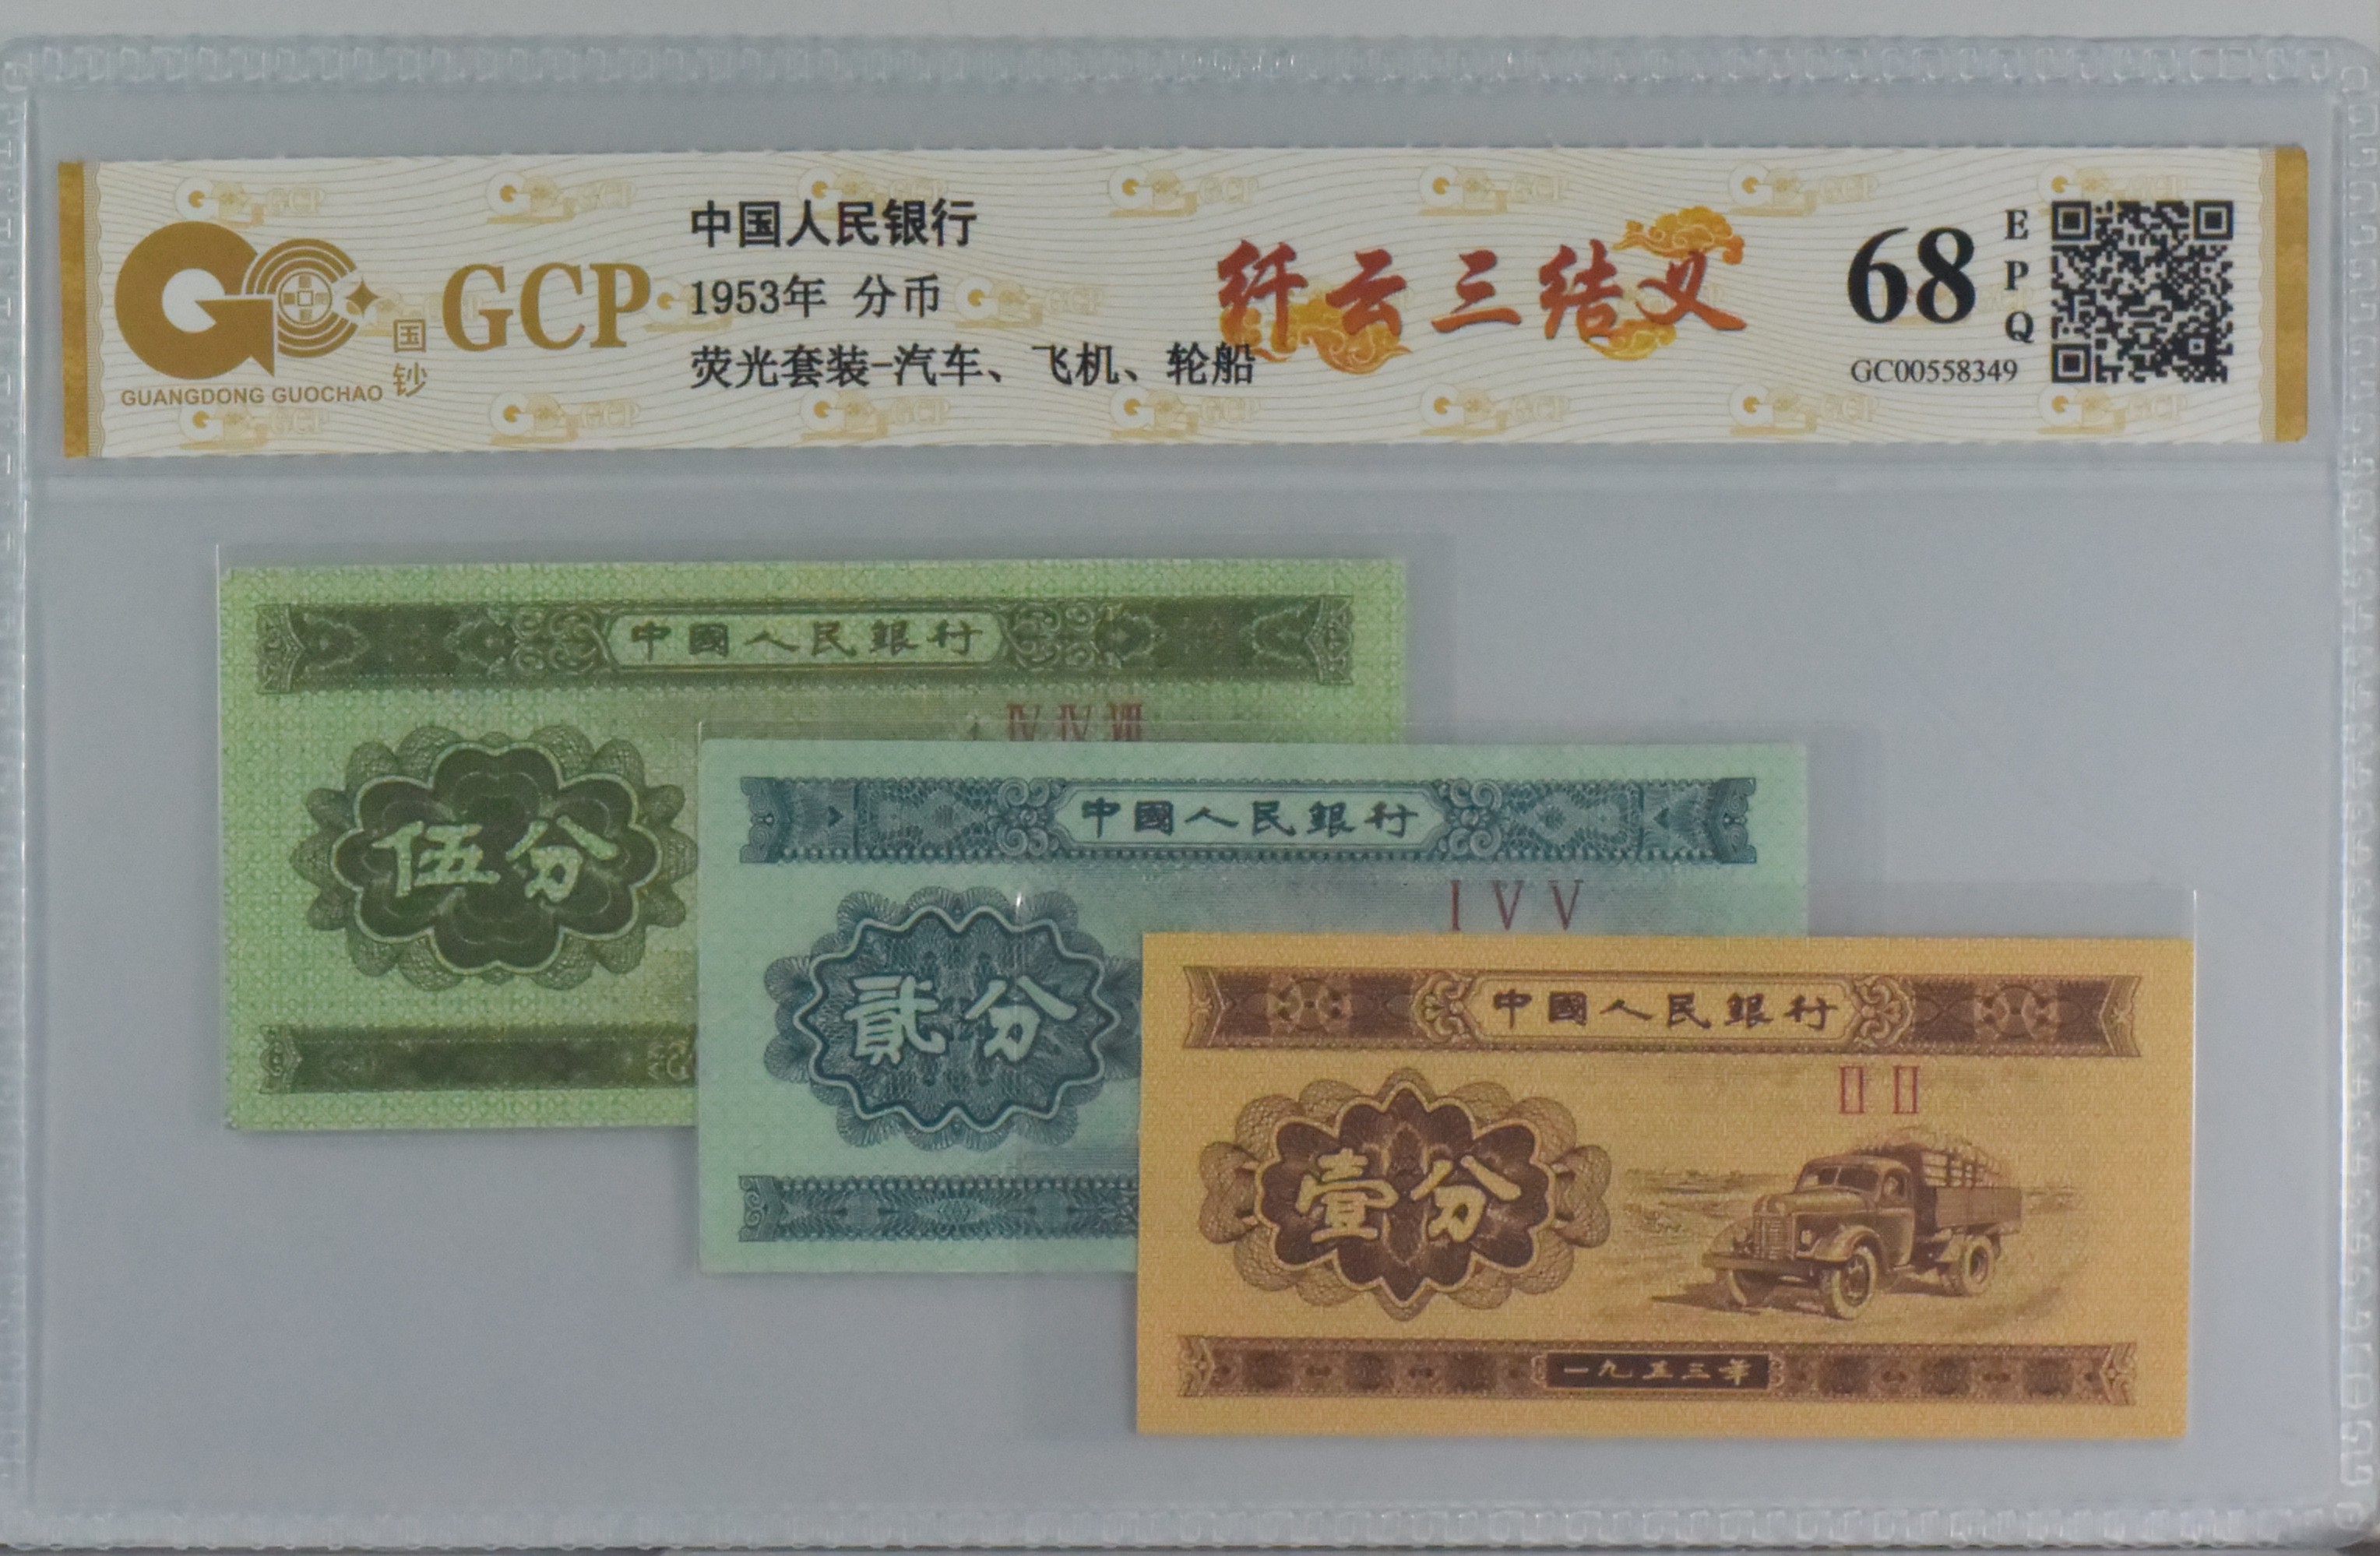 GCP
国钞
GUANGDONG GUOCHAO
中国人民银行
1953年 分币
荧光套装-汽车、飞机、轮船
纤云三结义
68
EPQ
GC00558349
中國人民銀行
IV IV VII
伍分
中國人民銀行
I V V
貳分
中國人民銀行
II II
壹分
一九五三年